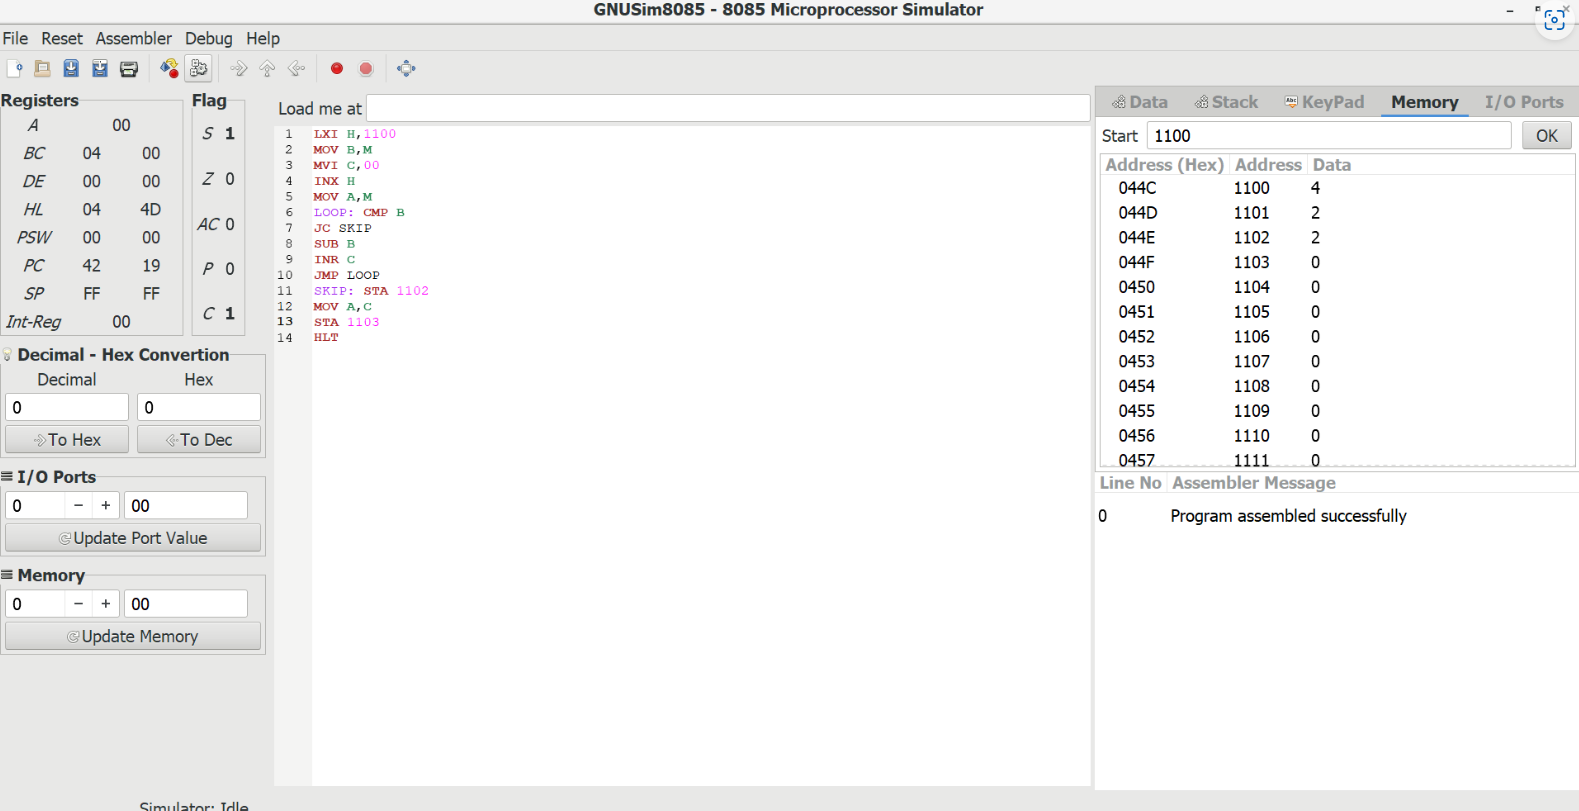 GNUSim8085 - 8085 Microprocessor Simulator
File Reset Assembler Debug Help
Registers
A 00
BC 04 00
DE 00 00
HL 04 4D
PSW 00 00
PC 42 19
SP FF FF
Int-Reg 00
Flag
S 1
Z 0
AC 0
P 0
C 1
Decimal - Hex Convertion
Decimal Hex
0 0
To Hex To Dec
I/O Ports
0 - + 00
Update Port Value
Memory
0 - + 00
Update Memory
Simulator: Idle
Load me at
1 LXI H,1100
2 MOV B,M
3 MVI C,00
4 INX H
5 MOV A,M
6 LOOP: CMP B
7 JC SKIP
8 SUB B
9 INR C
10 JMP LOOP
11 SKIP: STA 1102
12 MOV A,C
13 STA 1103
14 HLT
Data Stack Abc KeyPad Memory I/O Ports
Start 1100 OK
Address (Hex) Address Data
044C 1100 4
044D 1101 2
044E 1102 2
044F 1103 0
0450 1104 0
0451 1105 0
0452 1106 0
0453 1107 0
0454 1108 0
0455 1109 0
0456 1110 0
0457 1111 0
Line No Assembler Message
0 Program assembled successfully